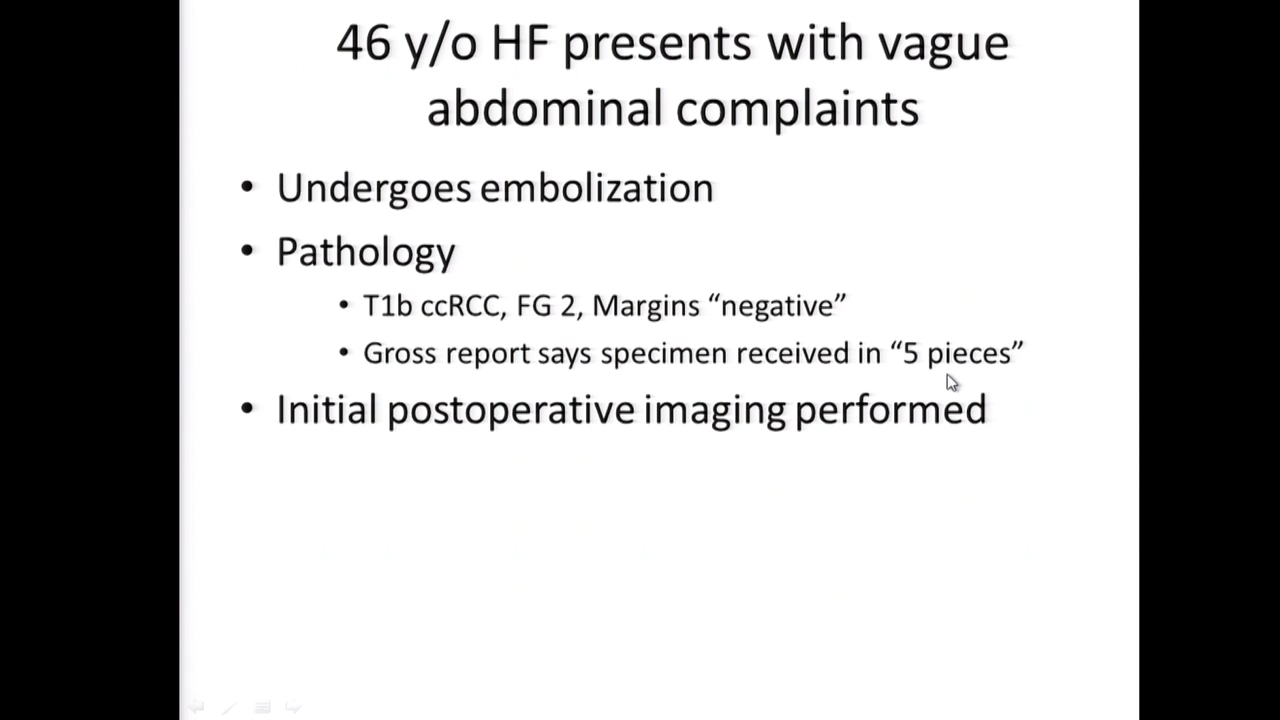 46 y/o HF presents with vague
abdominal complaints
• Undergoes embolization
• Pathology
• T1b ccRCC, FG 2, Margins “negative”
• Gross report says specimen received in “5 pieces”
• Initial postoperative imaging performed